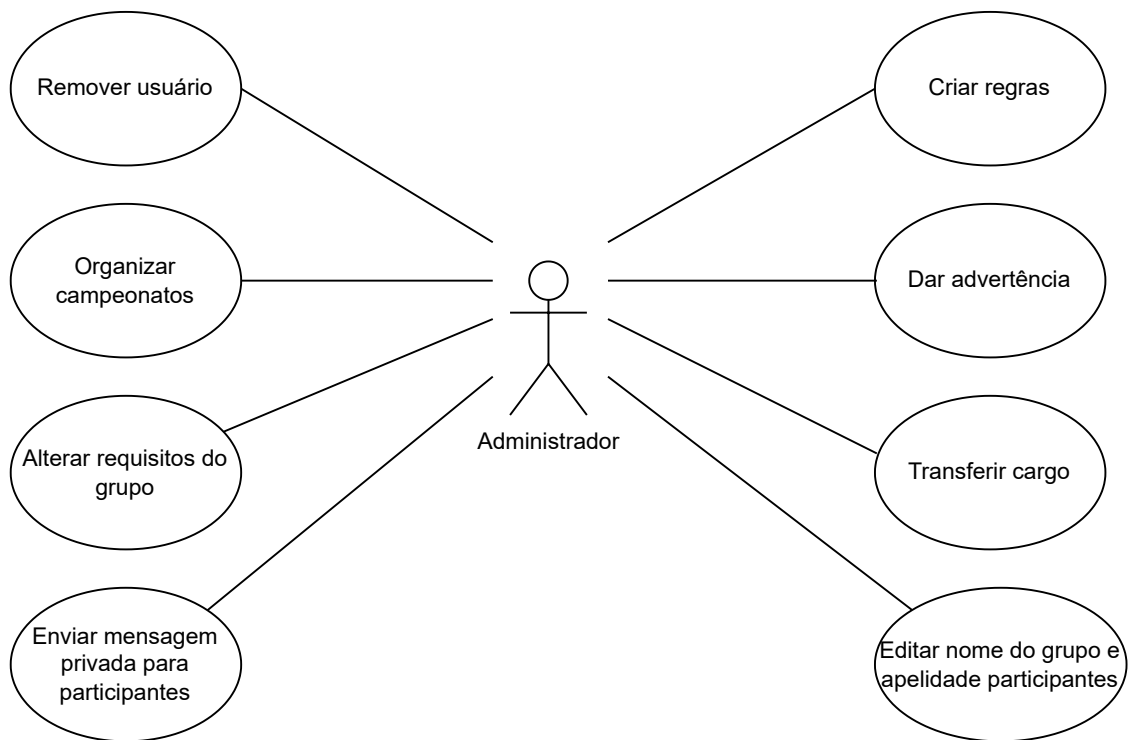 Remover usuário
Criar regras
Organizar
campeonatos
Dar advertência
Administrador
Alterar requisitos do
grupo
Transferir cargo
Enviar mensagem
privada para
participantes
Editar nome do grupo e
apelidade participantes